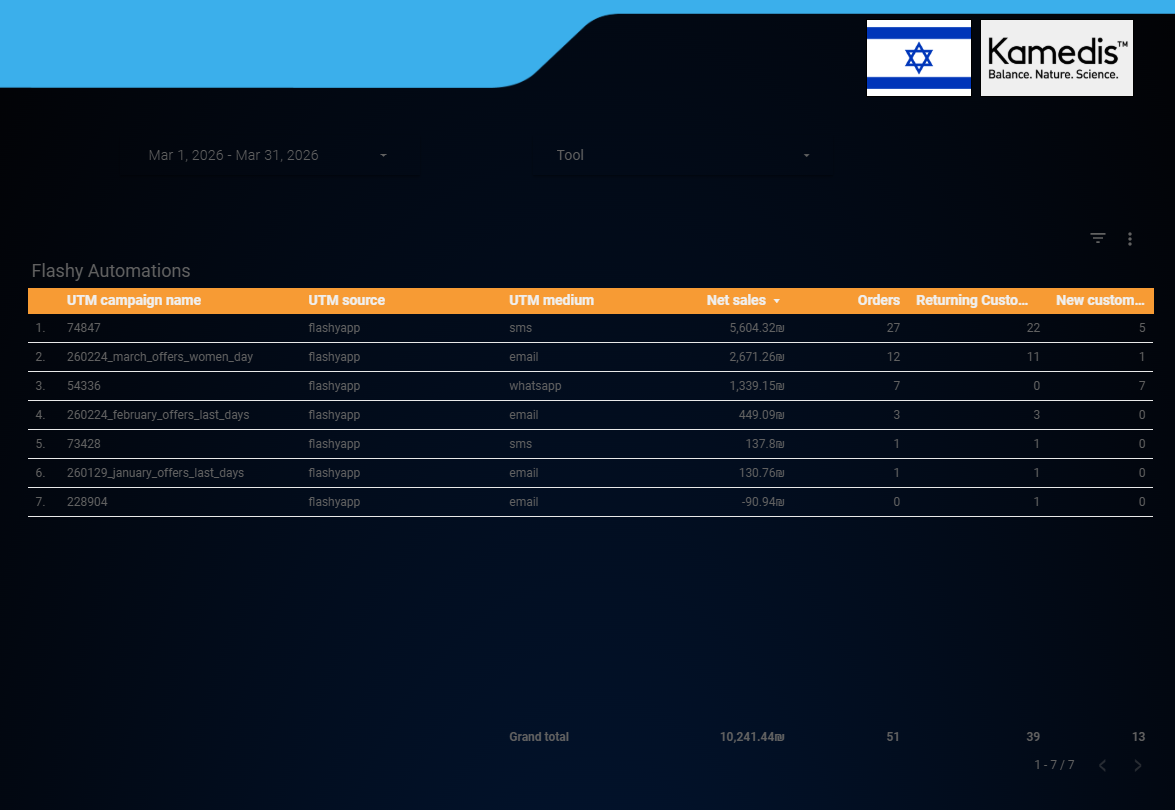 Kamedis™
Balance. Nature. Science.
Mar 1, 2026 - Mar 31, 2026
Tool
Flashy Automations
UTM campaign name UTM source UTM medium Net sales Orders Returning Custo... New custom...
1. 74847 flashyapp sms 5,604.32₪ 27 22 5
2. 260224_march_offers_women_day flashyapp email 2,671.26₪ 12 11 1
3. 54336 flashyapp whatsapp 1,339.15₪ 7 0 7
4. 260224_february_offers_last_days flashyapp email 449.09₪ 3 3 0
5. 73428 flashyapp sms 137.8₪ 1 1 0
6. 260129_january_offers_last_days flashyapp email 130.76₪ 1 1 0
7. 228904 flashyapp email -90.94₪ 0 1 0
Grand total 10,241.44₪ 51 39 13
1 - 7 / 7